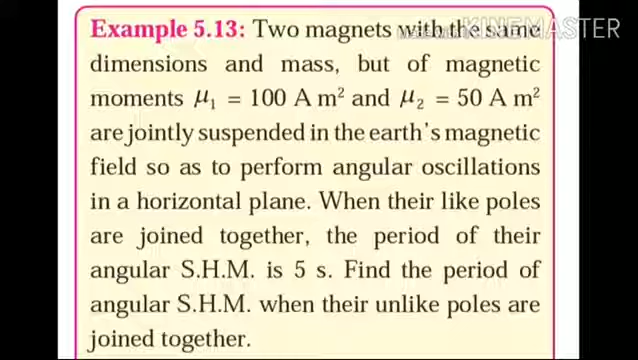 Example 5.13: Two magnets with the same
KINEMASTER
dimensions and mass, but of magnetic
moments μ₁ = 100 A m² and μ₂ = 50 A m²
are jointly suspended in the earth's magnetic
field so as to perform angular oscillations
in a horizontal plane. When their like poles
are joined together, the period of their
angular S.H.M. is 5 s. Find the period of
angular S.H.M. when their unlike poles are
joined together.